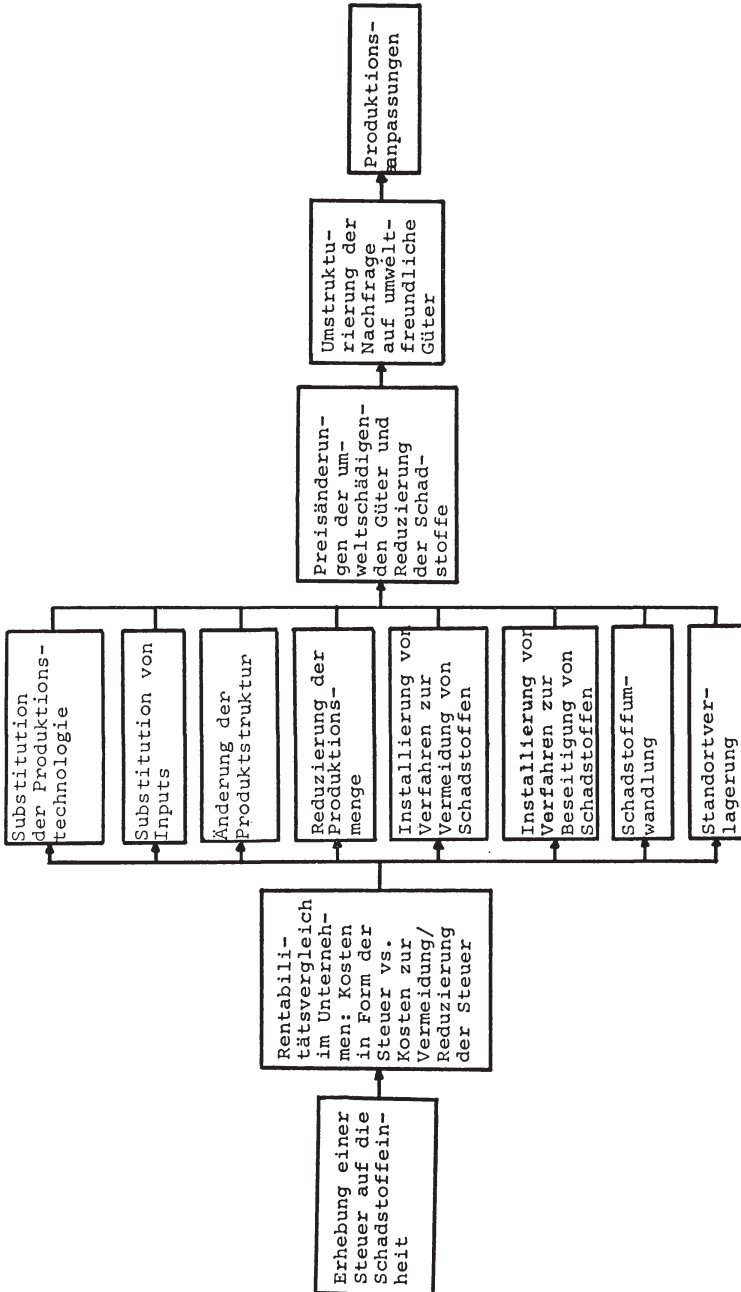 Erhebung einer
Steuer auf die
Schadstoffein-
heit
Rentabili-
tätsvergleich
im Unterneh-
men: Kosten
in Form der
Steuer vs.
Kosten zur
Vermeidung/
Reduzierung
der Steuer
Substitution
der Produktions-
technologie
Substitution von
Inputs
Änderung der
Produktstruktur
Reduzierung der
Produktions-
menge
Installierung von
Verfahren zur
Vermeidung von
Schadstoffen
Installierung von
Verfahren zur
Beseitigung von
Schadstoffen
Schadstoffum-
wandlung
Standortver-
lagerung
Preisänderun-
gen der um-
weltschädigen-
den Güter und
Reduzierung
der Schad-
stoffe
Umstruktu-
rierung der
Nachfrage
auf umwelt-
freundliche
Güter
Produktions-
anpassungen